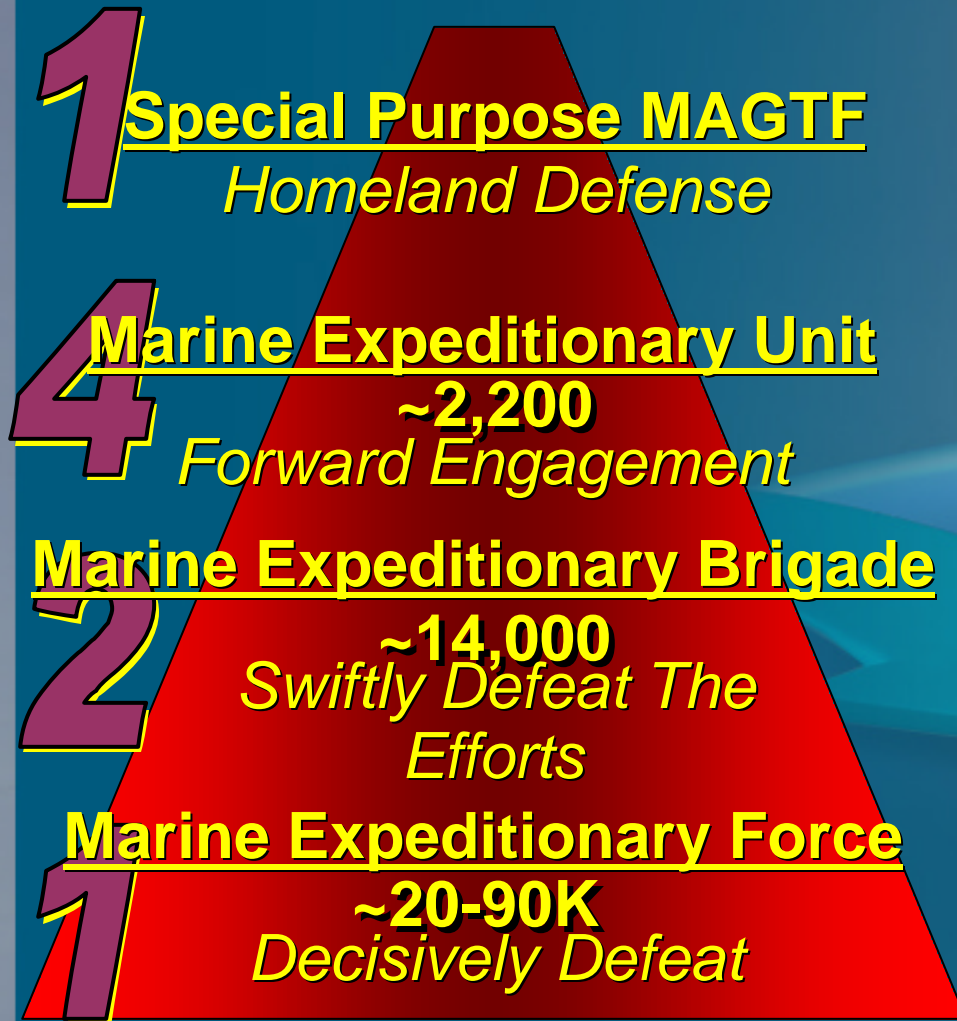 1
Special Purpose MAGTF
Homeland Defense
4
Marine Expeditionary Unit
~2,200
Forward Engagement
2
Marine Expeditionary Brigade
~14,000
Swiftly Defeat The
Efforts
1
Marine Expeditionary Force
~20-90K
Decisively Defeat